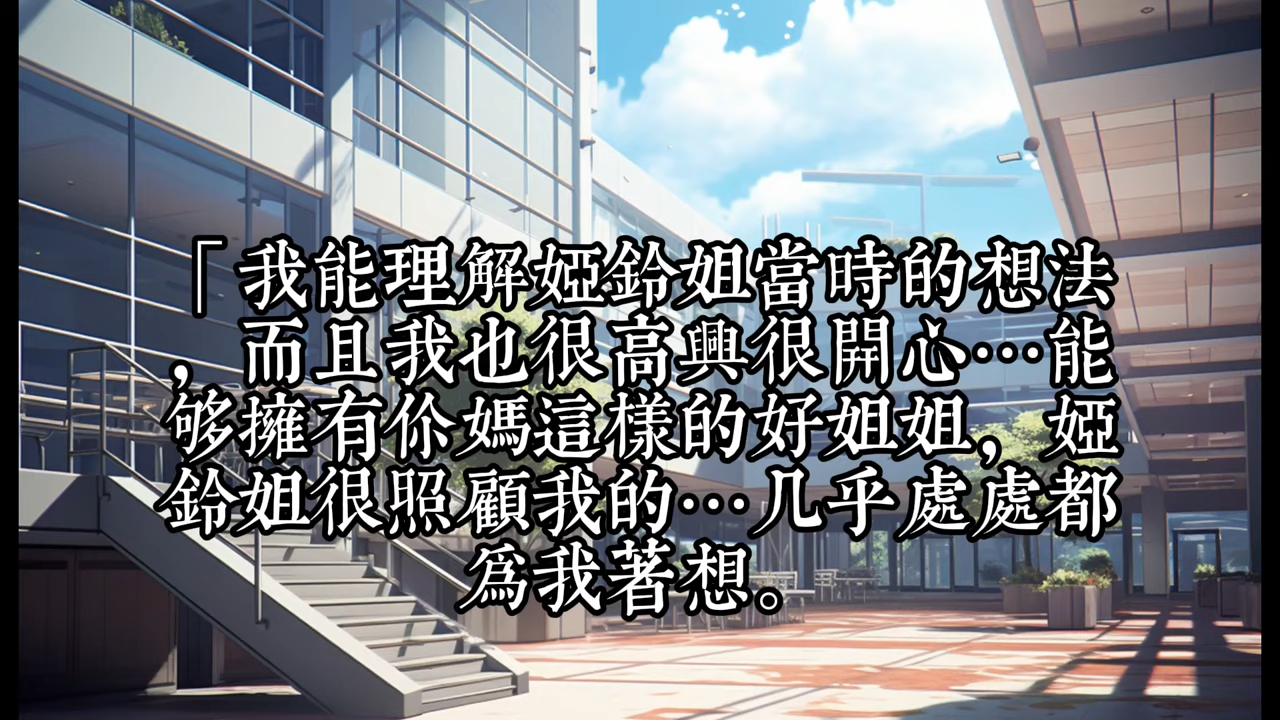 「我能理解婭鈴姐當時的想法
，而且我也很高興很開心…能
够擁有你媽這樣的好姐姐，婭
鈴姐很照顧我的…几乎處處都
爲我著想。